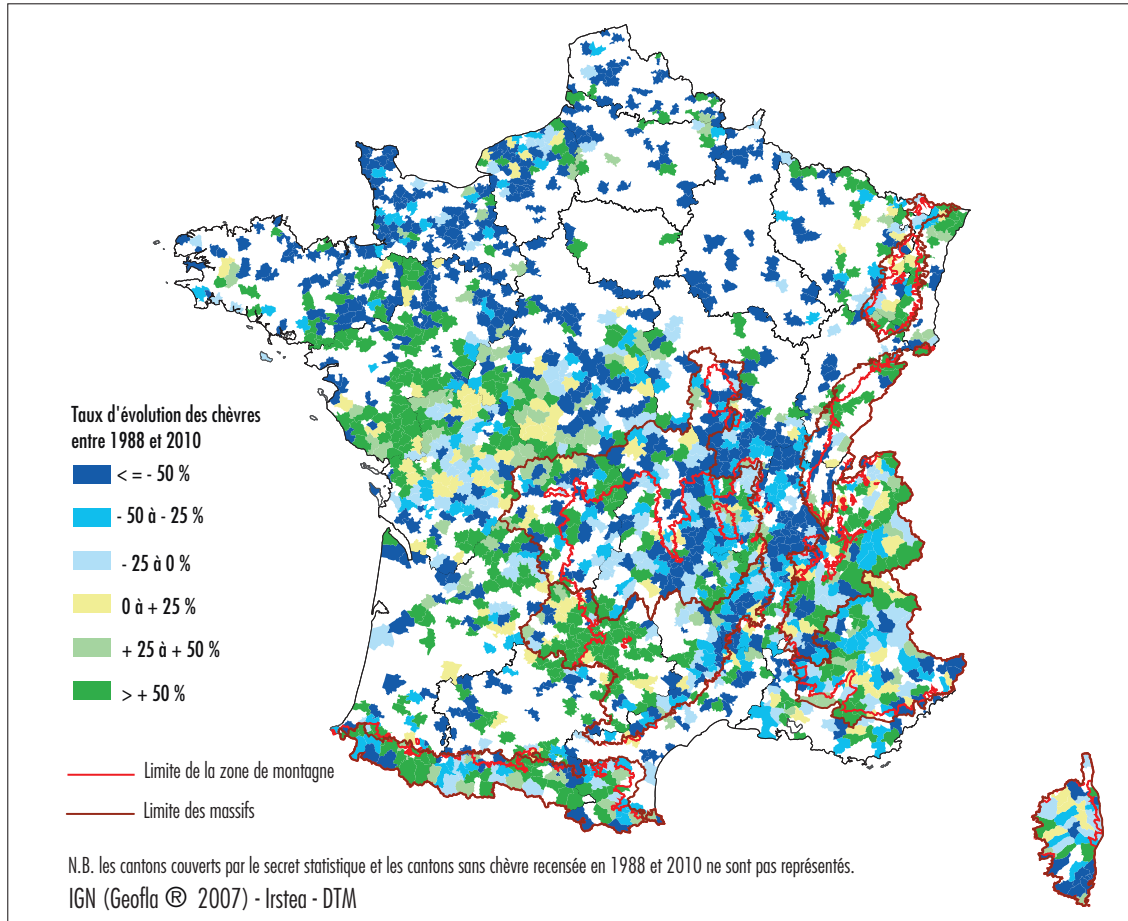 Taux d'évolution des chèvres
entre 1988 et 2010
< = - 50 %
- 50 à - 25 %
- 25 à 0 %
0 à + 25 %
+ 25 à + 50 %
> + 50 %
Limite de la zone de montagne
Limite des massifs
N.B. les cantons couverts par le secret statistique et les cantons sans chèvre recensée en 1988 et 2010 ne sont pas représentés.
IGN (Geofla ® 2007) - Irstea - DTM